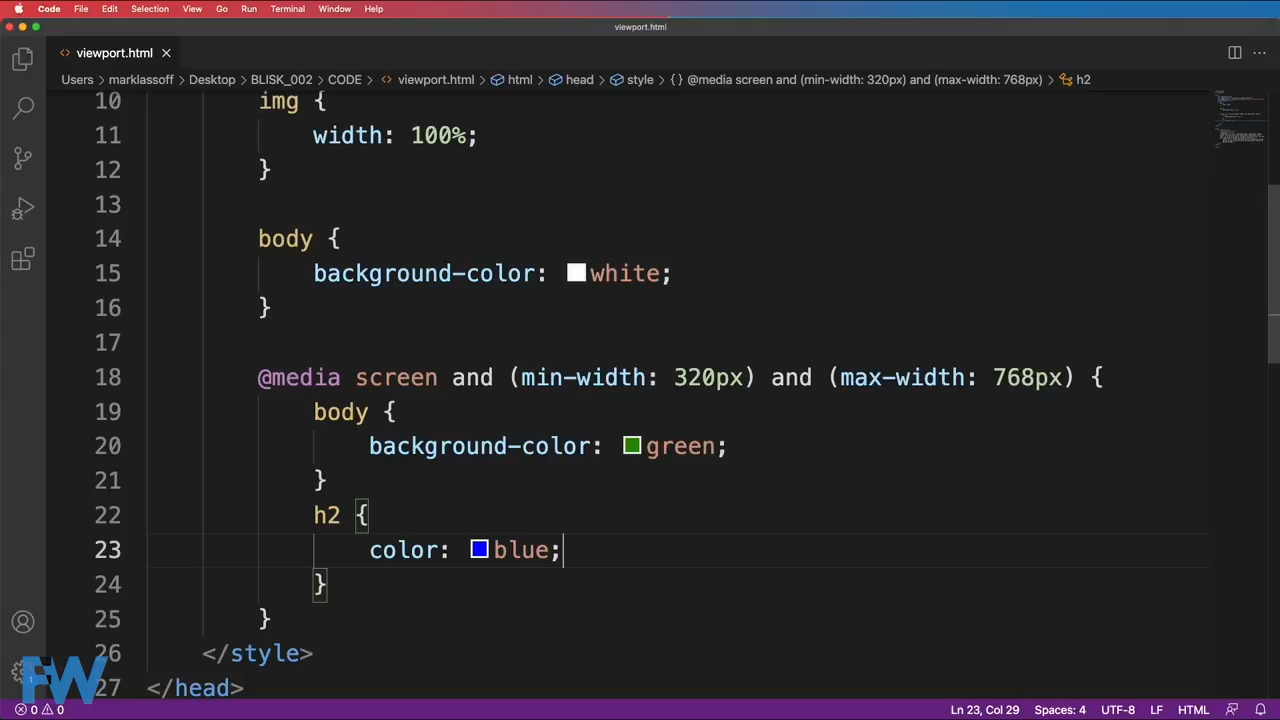 Code File Edit Selection View Go Run Terminal Window Help
viewport.html
viewport.html
Users marklassoff Desktop BLISK_002 CODE viewport.html html head style {} @media screen and (min-width: 320px) and (max-width: 768px) h2
10 img {
11 width: 100%;
12 }
13
14 body {
15 background-color: white;
16 }
17
18 @media screen and (min-width: 320px) and (max-width: 768px) {
19 body {
20 background-color: green;
21 }
22 h2 {
23 color: blue;
24 }
25 }
26 </style>
27 </head>
1
FW
0 0 Ln 23, Col 29 Spaces: 4 UTF-8 LF HTML